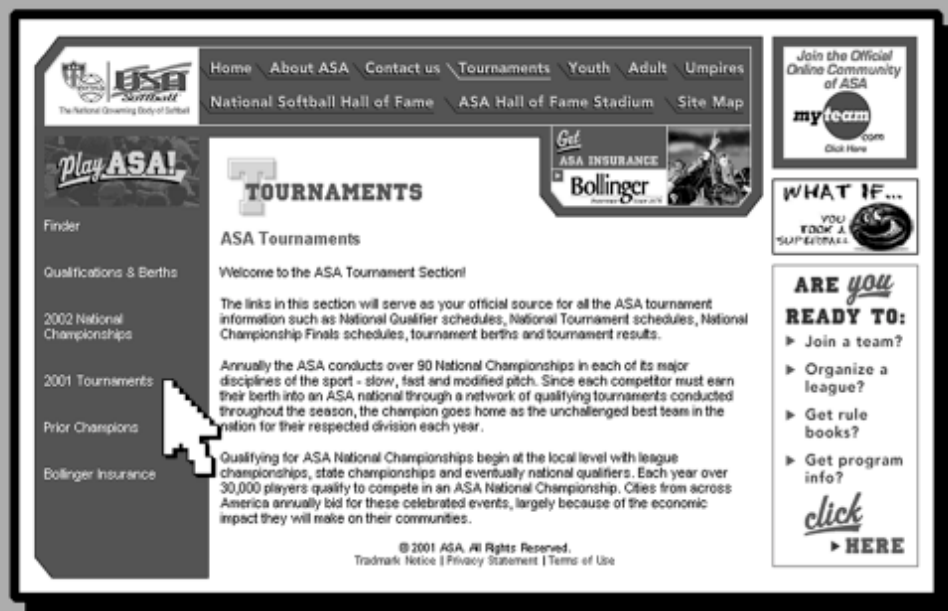 USA
Softball
The National Governing Body of Softball
Home About ASA Contact us Tournaments Youth Adult Umpires
National Softball Hall of Fame ASA Hall of Fame Stadium Site Map
Join the Official
Online Community
of ASA
myteam
.com
Click Here
Play ASA!
Get
ASA INSURANCE
Bollinger
WHAT IF...
YOU
TOOK A
SUPERBALL
TOURNAMENTS
Finder
Qualifications & Berths
2002 National
Championships
2001 Tournaments
Prior Champions
Bollinger Insurance
ASA Tournaments
Welcome to the ASA Tournament Section!
The links in this section will serve as your official source for all the ASA tournament
information such as National Qualifier schedules, National Tournament schedules, National
Championship Finals schedules, tournament berths and tournament results.
Annually the ASA conducts over 90 National Championships in each of its major
disciplines of the sport - slow, fast and modified pitch. Since each competitor must earn
their berth into an ASA national through a network of qualifying tournaments conducted
throughout the season, the champion goes home as the unchallenged best team in the
nation for their respected division each year.
Qualifying for ASA National Championships begin at the local level with league
championships, state championships and eventually national qualifiers. Each year over
30,000 players qualify to compete in an ASA National Championship. Cities from across
America annually bid for these celebrated events, largely because of the economic
impact they will make on their communities.
© 2001 ASA, All Rights Reserved.
Tradmark Notice | Privacy Statement | Terms of Use
ARE you
READY TO:
Join a team?
Organize a
league?
Get rule
books?
Get program
info?
click
HERE